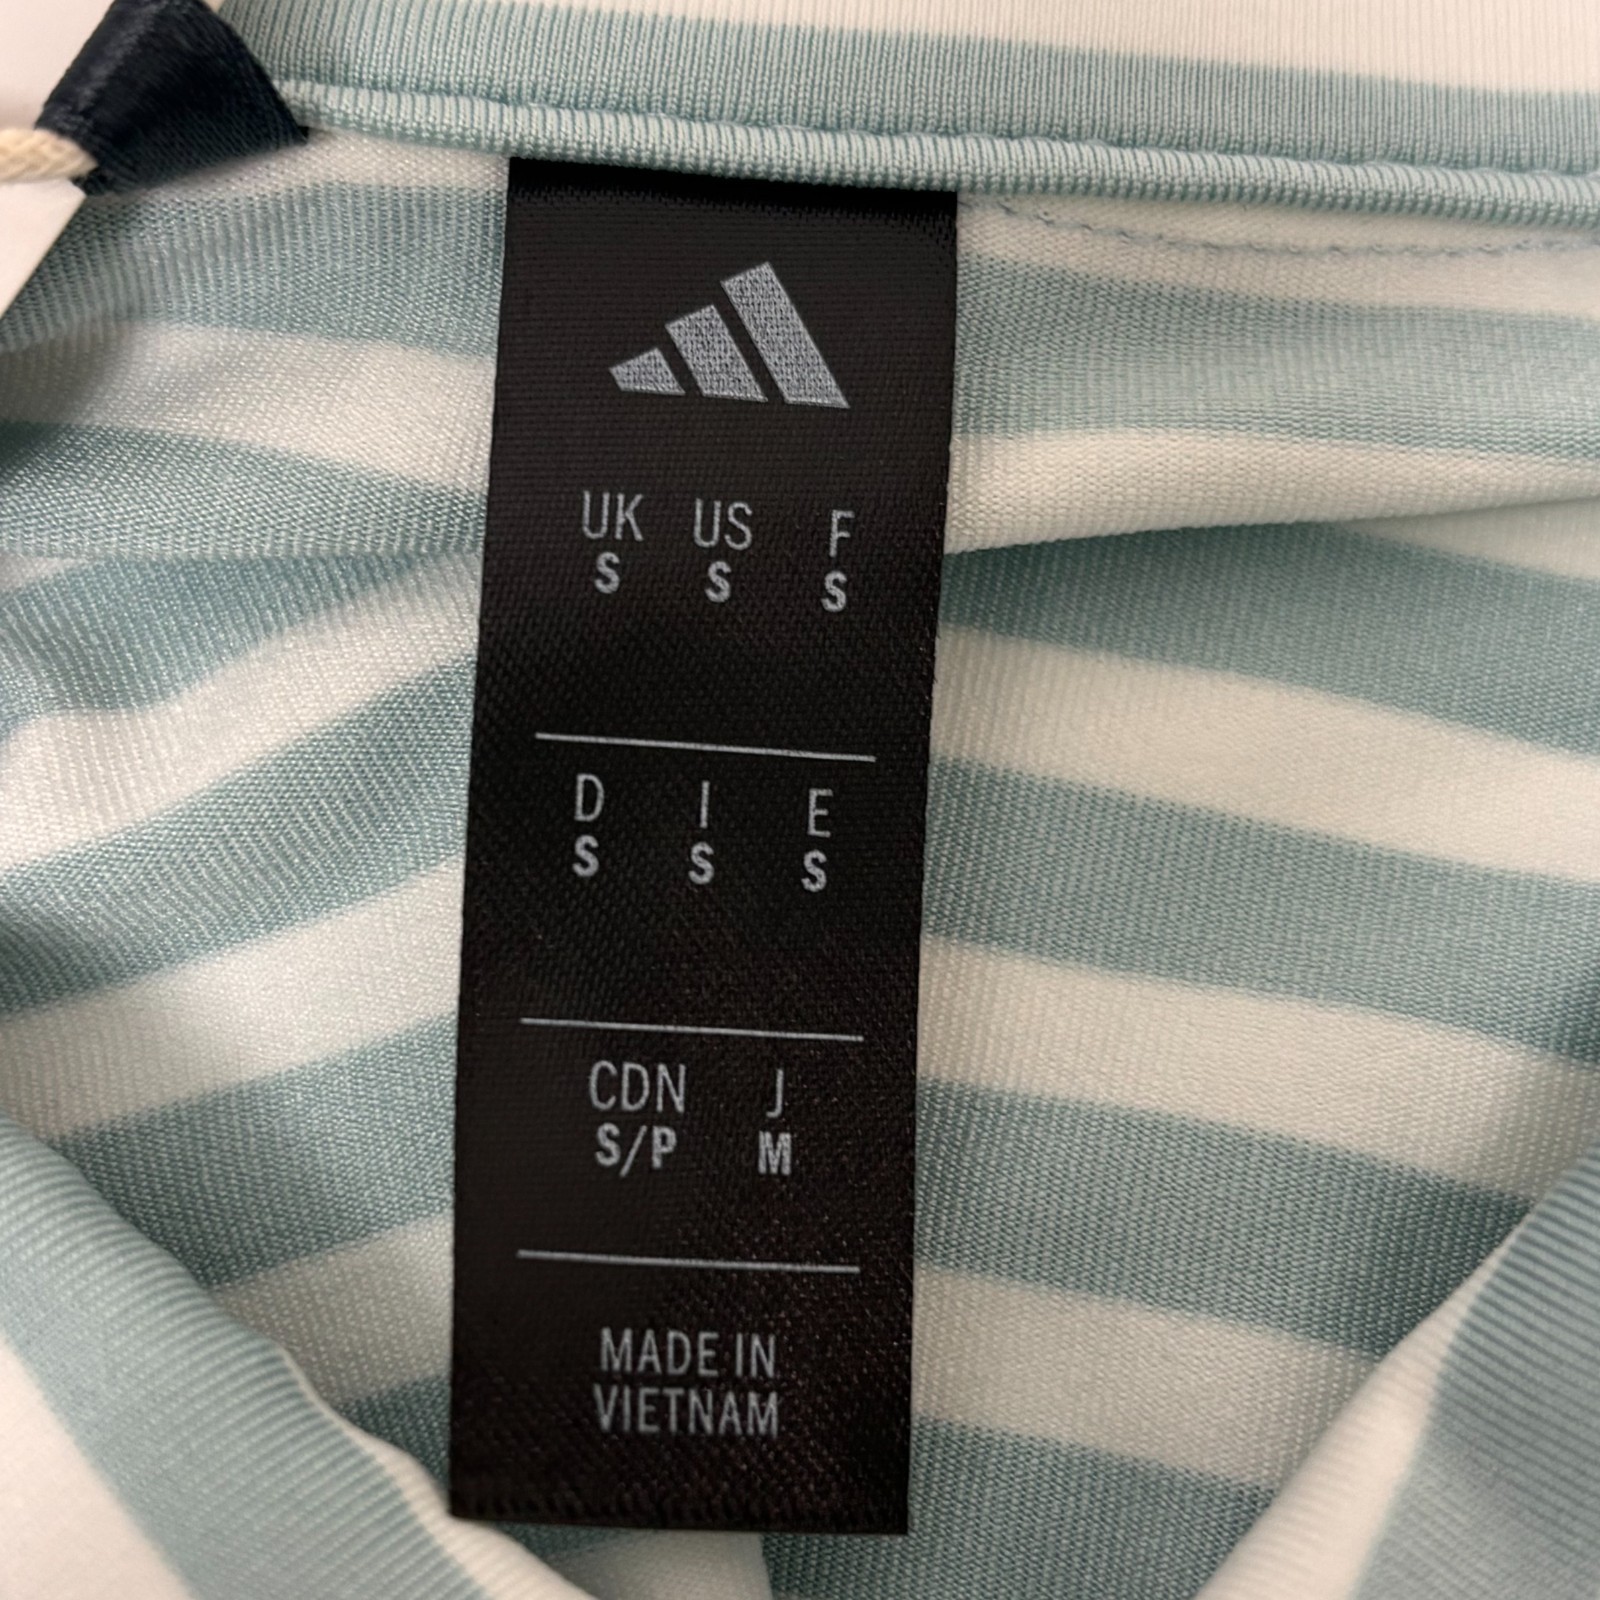 UK US F
S S S
D I E
S S S
CDN J
S/P M
MADE IN
VIETNAM